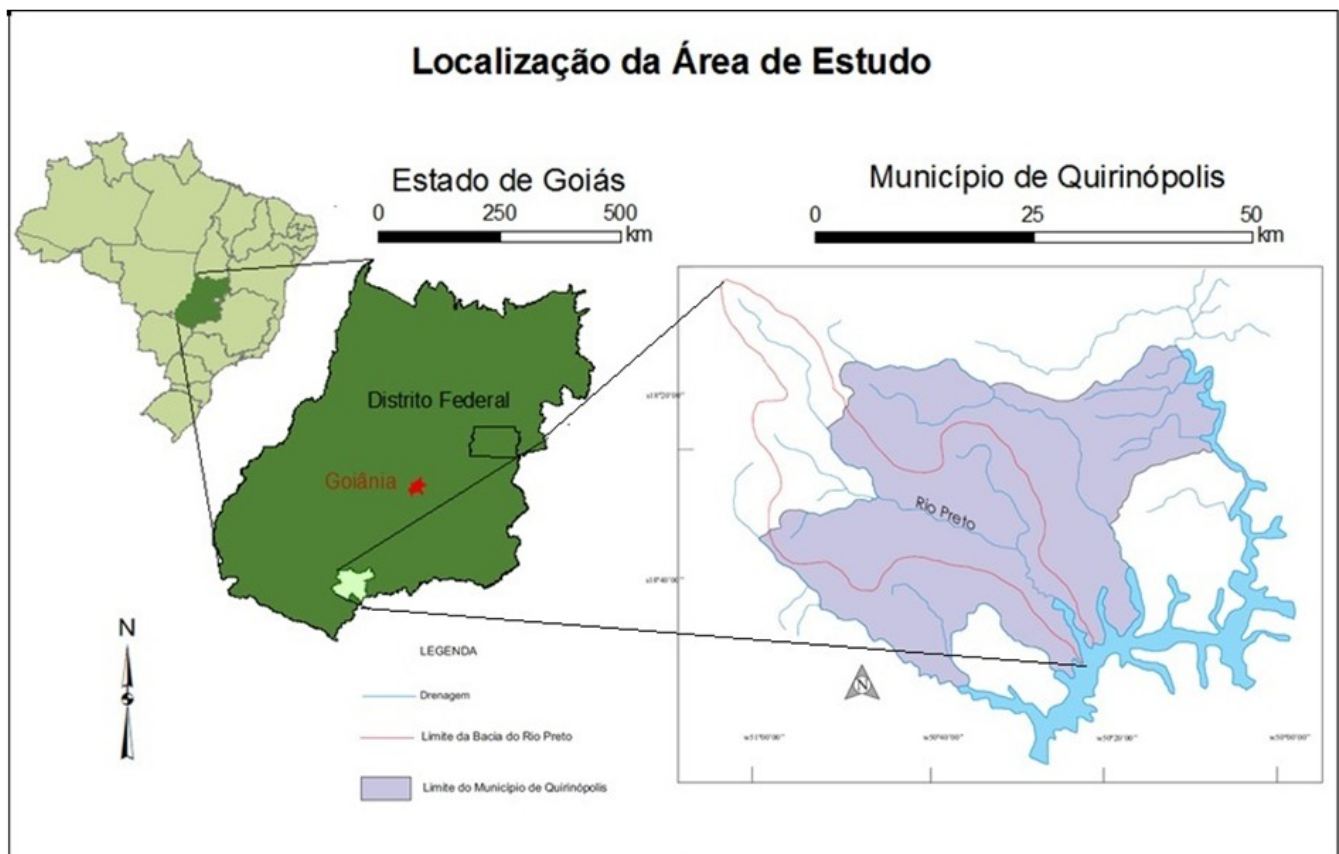 Localização da Área de Estudo
Estado de Goiás
0 250 500
km
Município de Quirinópolis
0 25 50
km
Distrito Federal
Goiânia
Rio Preto
N
N
LEGENDA
Drenagem
Limite da Bacia do Rio Preto
Limite do Município de Quirinópolis